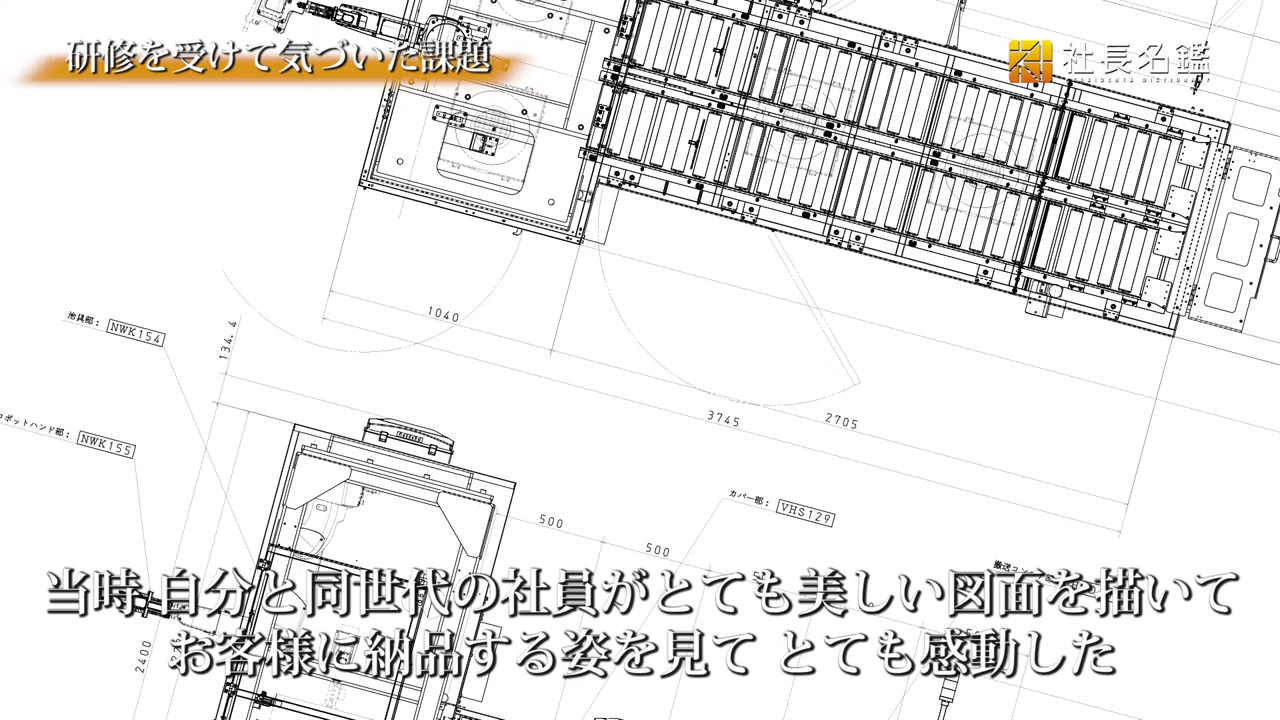 研修を受けて気づいた課題
社長名鑑
PRESIDENTS DICTIONARY
1040
治具部： NWK154
134.4
ロボットハンド部： NWK155
3745
2705
カバー部： VHS129
500
500
当時 自分と同世代の社員がとても美しい図面を描いて
お客様に納品する姿を見て とても感動した
2400